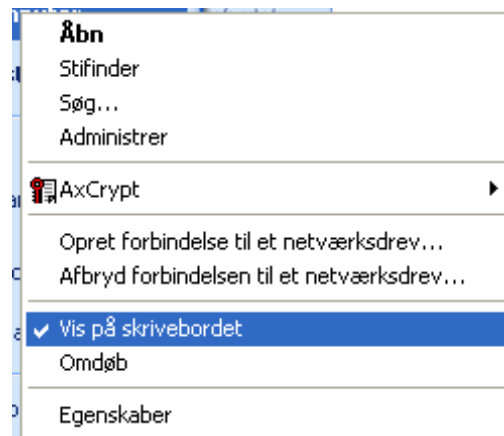 Åbn
Stifinder
Søg...
Administrer
AxCrypt
Opret forbindelse til et netværksdrev...
Afbryd forbindelsen til et netværksdrev...
Vis på skrivebordet
Omdøb
Egenskaber